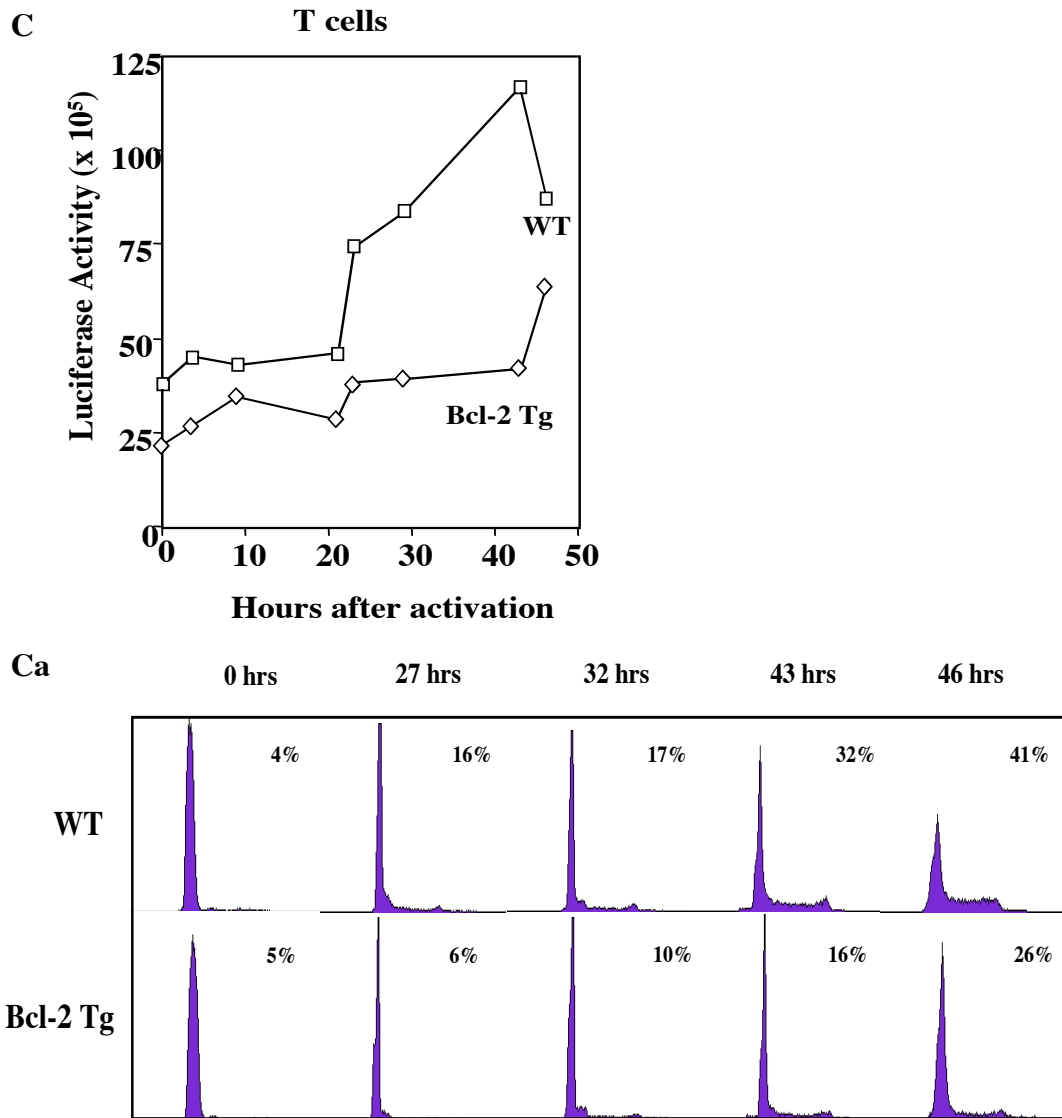 C
T cells
Luciferase Activity (x 10⁵)
125
100
75
50
25
0
WT
Bcl-2 Tg
0 10 20 30 40 50
Hours after activation
Ca
0 hrs 27 hrs 32 hrs 43 hrs 46 hrs
WT
4% 16% 17% 32% 41%
Bcl-2 Tg
5% 6% 10% 16% 26%